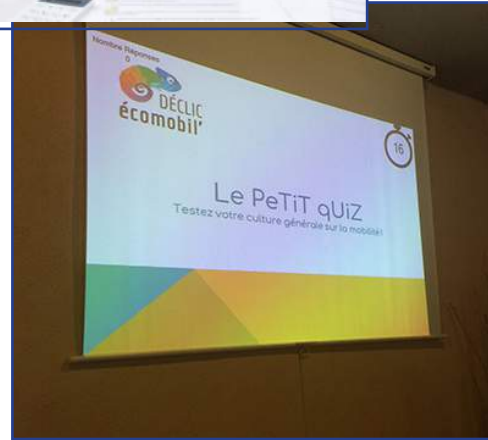 Nombre Réponses
0
DÉCLIC
écomobil'
16
Le PeTiT qUiZ
Testez votre culture générale sur la mobilité!